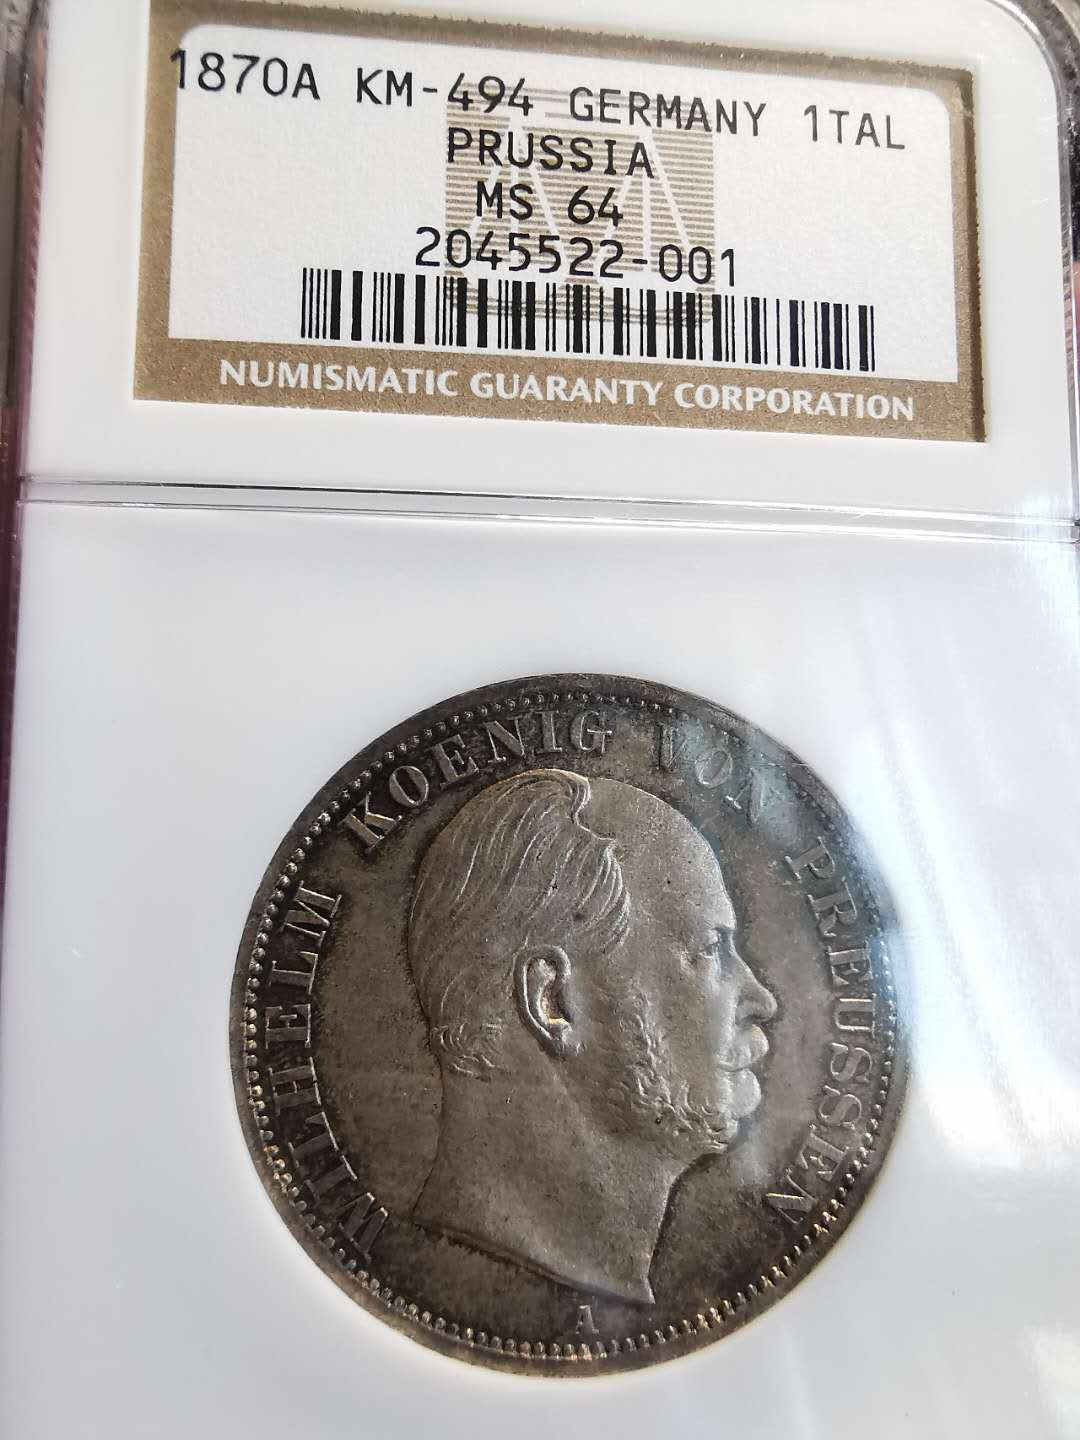 1870A KM-494 GERMANY 1TAL
PRUSSIA
MS 64
2045522-001
NUMISMATIC GUARANTY CORPORATION
WILHELM KOENIG VON PREUSSEN
A